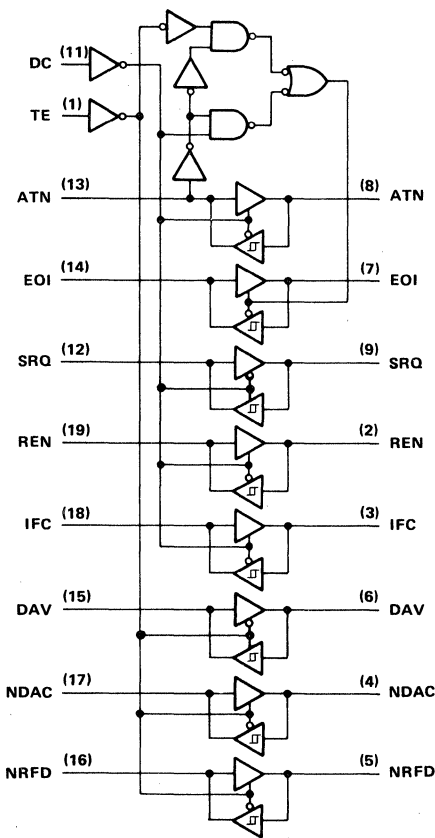 DC (11)
TE (1)
ATN (13) (8) ATN
EOI (14) (7) EOI
SRQ (12) (9) SRQ
REN (19) (2) REN
IFC (18) (3) IFC
DAV (15) (6) DAV
NDAC (17) (4) NDAC
NRFD (16) (5) NRFD